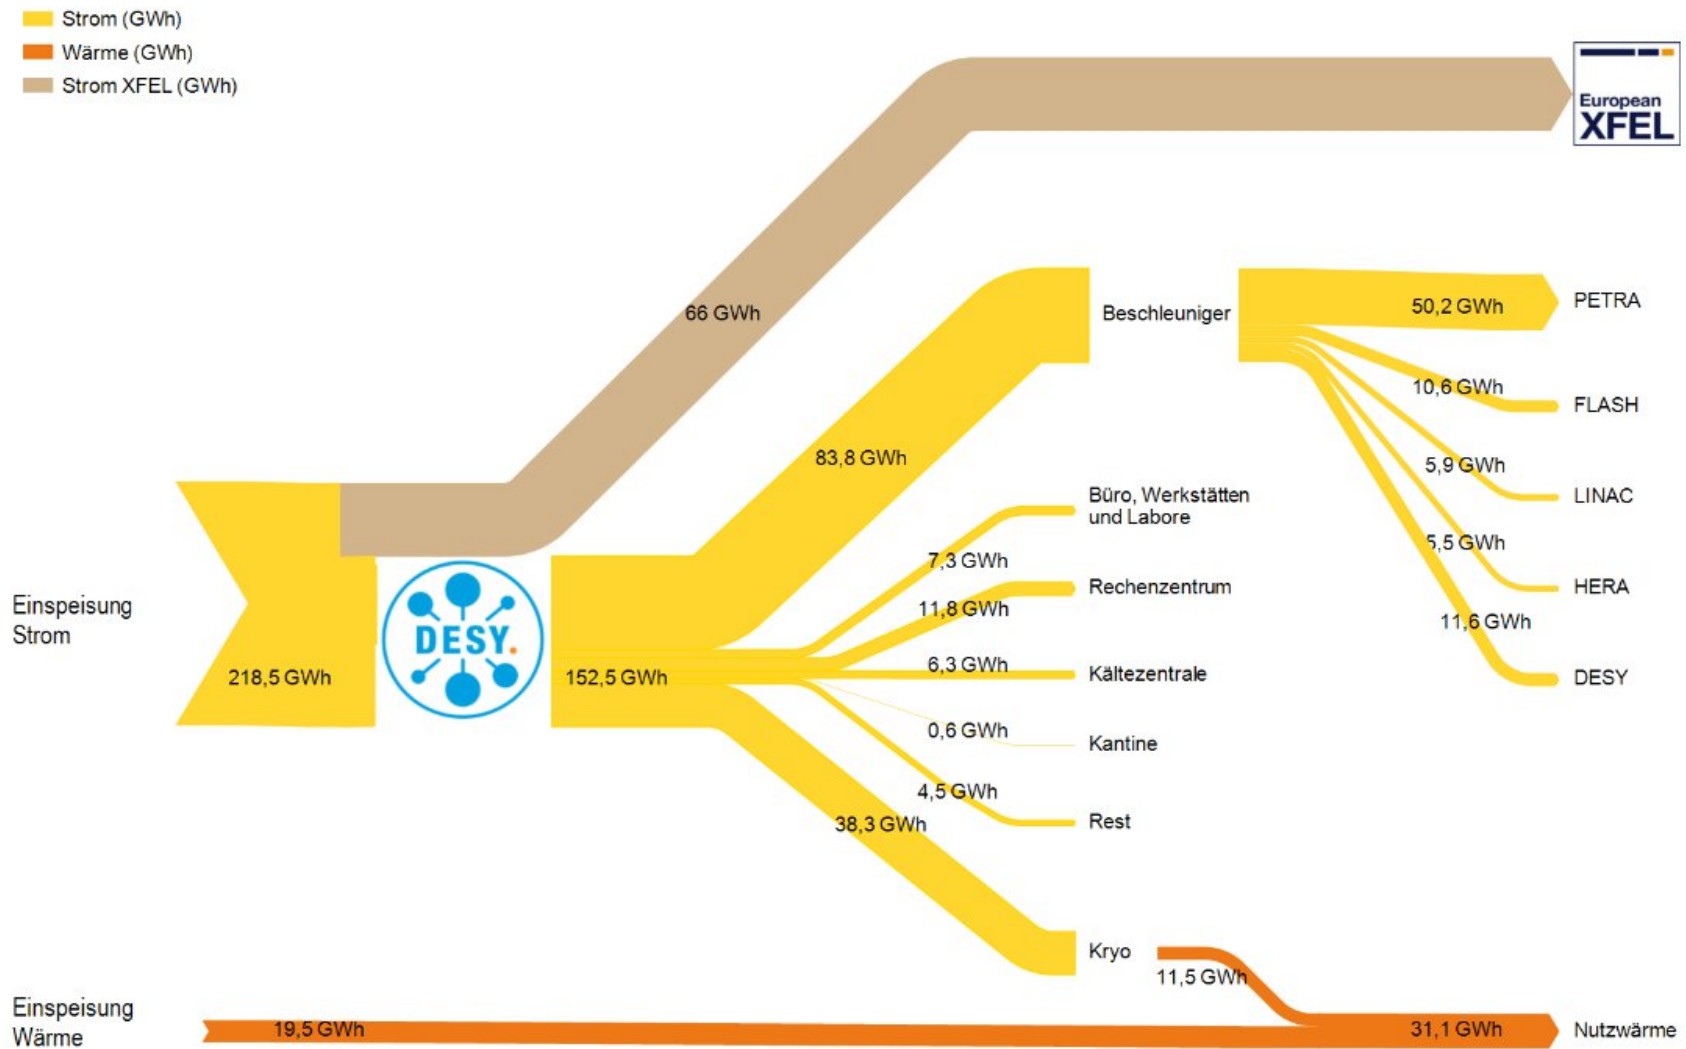 Strom (GWh)
Wärme (GWh)
Strom XFEL (GWh)
European
XFEL
66 GWh
Beschleuniger
50,2 GWh
PETRA
10,6 GWh
FLASH
83,8 GWh
5,9 GWh
LINAC
Büro, Werkstätten
und Labore
7,3 GWh
5,5 GWh
HERA
Rechenzentrum
11,8 GWh
11,6 GWh
DESY
Einspeisung
Strom
218,5 GWh
DESY.
152,5 GWh
6,3 GWh
Kältezentrale
0,6 GWh
Kantine
4,5 GWh
Rest
38,3 GWh
Kryo
11,5 GWh
Einspeisung
Wärme
19,5 GWh
31,1 GWh
Nutzwärme